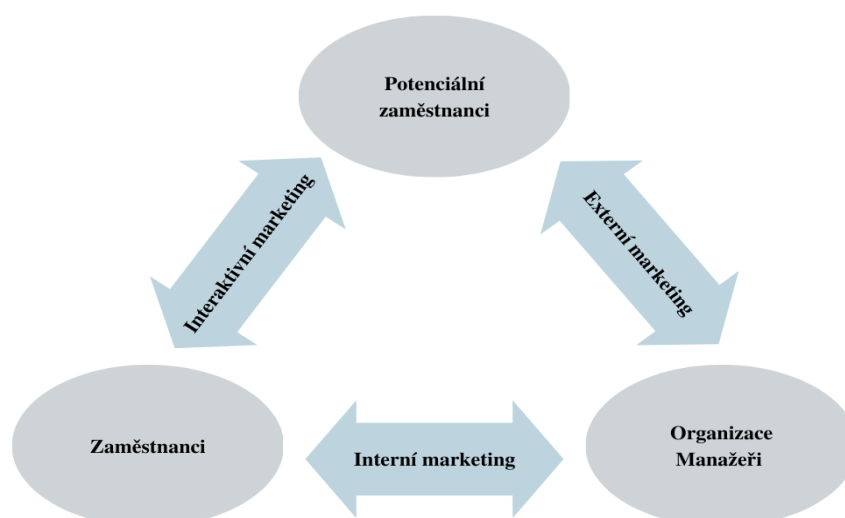 Potenciální
zaměstnanci
Interaktivní marketing
Externí marketing
Zaměstnanci
Interní marketing
Organizace
Manažeři